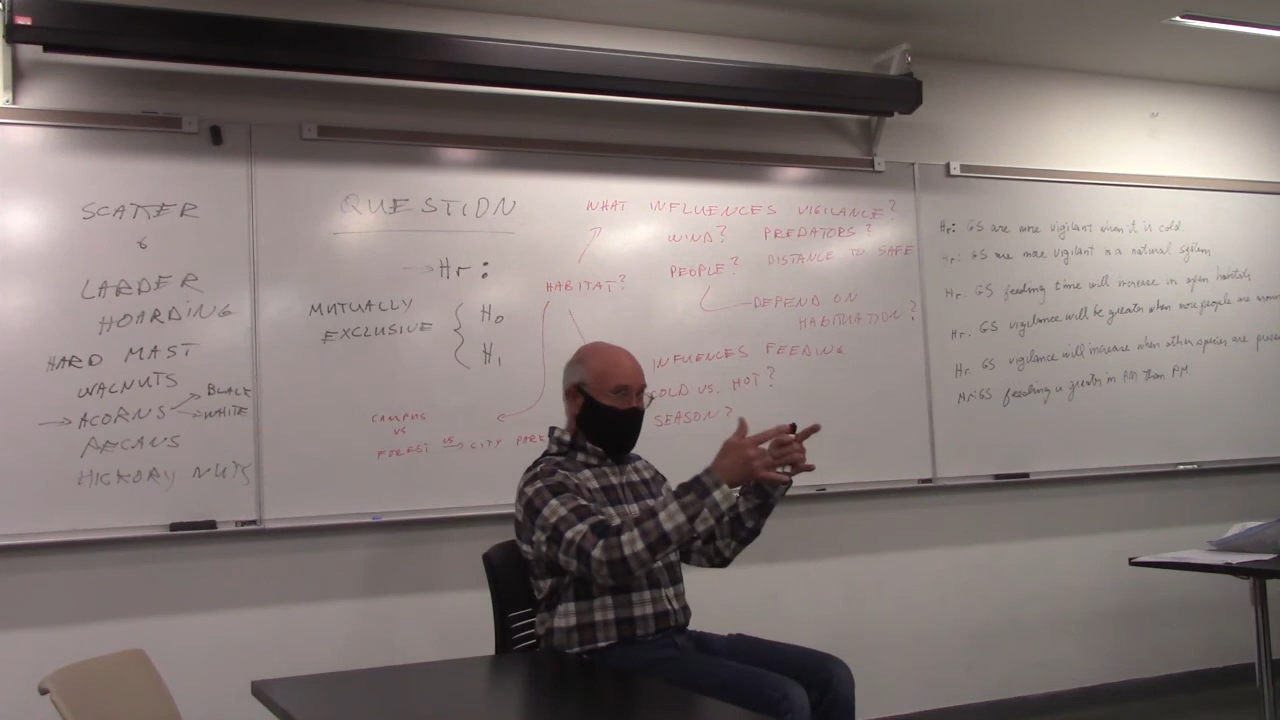 SCATTER
&
LARDER
HOARDING
HARD MAST
WALNUTS
→ ACORNS → BLACK
→ WHITE
PECANS
HICKORY NUTS
QUESTION
→ Hr:
MUTUALLY
EXCLUSIVE { H0
H1
HABITAT?
CAMPUS
VS
FOREST VS → CITY PARK
WHAT INFLUENCES VIGILANCE?
WIND? PREDATORS?
PEOPLE? DISTANCE TO SAFE
DEPEND ON
HABITUATION?
INFLUENCES FEEDING
COLD VS. HOT?
SEASON?
Hr: GS are more vigilant when it is cold.
Hr: GS are more vigilant in a natural system
Hr: GS feeding time will increase in open habitats
Hr. GS vigilance will be greater when more people are aroun
Hr GS vigilance will increase when other species are presen
Hr: GS feeding is greater in AM than PM.